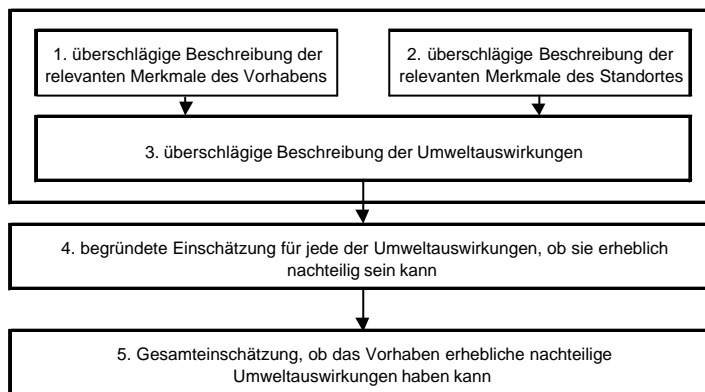 1. überschlägige Beschreibung der
relevanten Merkmale des Vorhabens
2. überschlägige Beschreibung der
relevanten Merkmale des Standortes
3. überschlägige Beschreibung der Umweltauswirkungen
4. begründete Einschätzung für jede der Umweltauswirkungen, ob sie erheblich
nachteilig sein kann
5. Gesamteinschätzung, ob das Vorhaben erhebliche nachteilige
Umweltauswirkungen haben kann